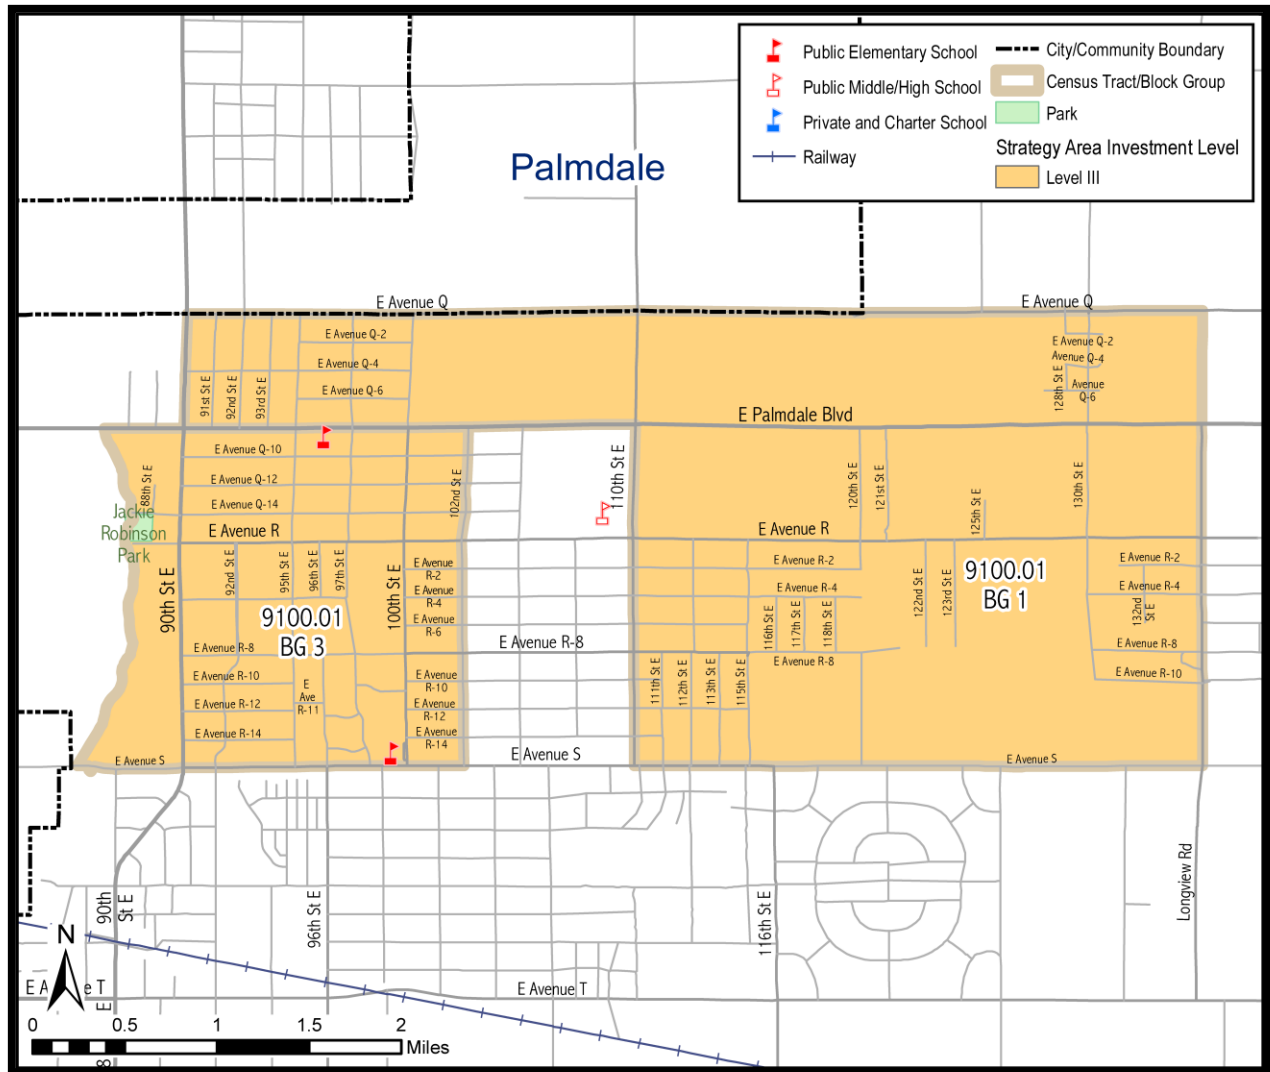 Public Elementary School
Public Middle/High School
Private and Charter School
Railway
City/Community Boundary
Census Tract/Block Group
Park
Strategy Area Investment Level
Level III
Palmdale
E Avenue Q
E Avenue Q
E Avenue Q-2
E Avenue Q-4
E Avenue Q-6
91st St E
92nd St E
93rd St E
E Avenue Q-2
Avenue Q-4
128th St E
Avenue
Q-6
E Palmdale Blvd
E Avenue Q-10
E Avenue Q-12
E Avenue Q-14
88th St E
102nd St E
110th St E
120th St E
121st St E
125th St E
130th St E
Jackie
Robinson
Park
E Avenue R
E Avenue R
90th St E
92nd St E
95th St E
96th St E
97th St E
100th St E
E Avenue
R-2
E Avenue
R-4
E Avenue
R-6
9100.01
BG 3
E Avenue R-8
E Avenue R-10
E Avenue R-12
E Avenue R-14
E
Ave
R-11
E Avenue
R-10
E Avenue
R-12
E Avenue
R-14
E Avenue R-8
E Avenue R-2
E Avenue R-4
116th St E
117th St E
118th St E
E Avenue R-8
111th St E
112th St E
113th St E
115th St E
122nd St E
123rd St E
9100.01
BG 1
E Avenue R-2
E Avenue R-4
132nd
St E
E Avenue R-8
E Avenue R-10
E Avenue S
E Avenue S
E Avenue S
90th
St E
96th St E
116th St E
Longview Rd
N
E A e T
E Avenue T
E
8
0 0.5 1 1.5 2
Miles